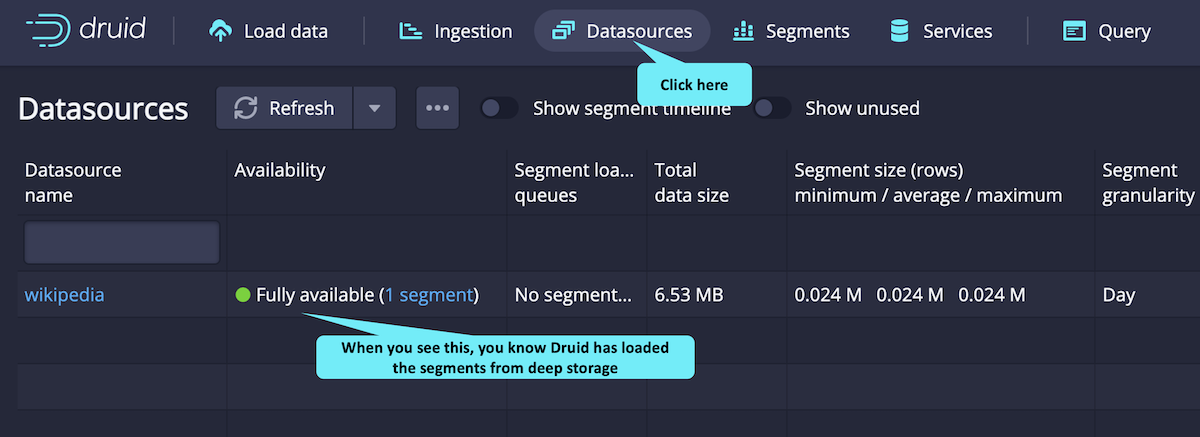 druid Load data Ingestion Datasources Segments Services Query
Click here
Datasources Refresh ••• Show segment timeline Show unused
Datasource name
Availability
Segment loa... queues
Total data size
Segment size (rows) minimum / average / maximum
Segment granularity
wikipedia Fully available (1 segment) No segment... 6.53 MB 0.024 M 0.024 M 0.024 M Day
When you see this, you know Druid has loaded
the segments from deep storage